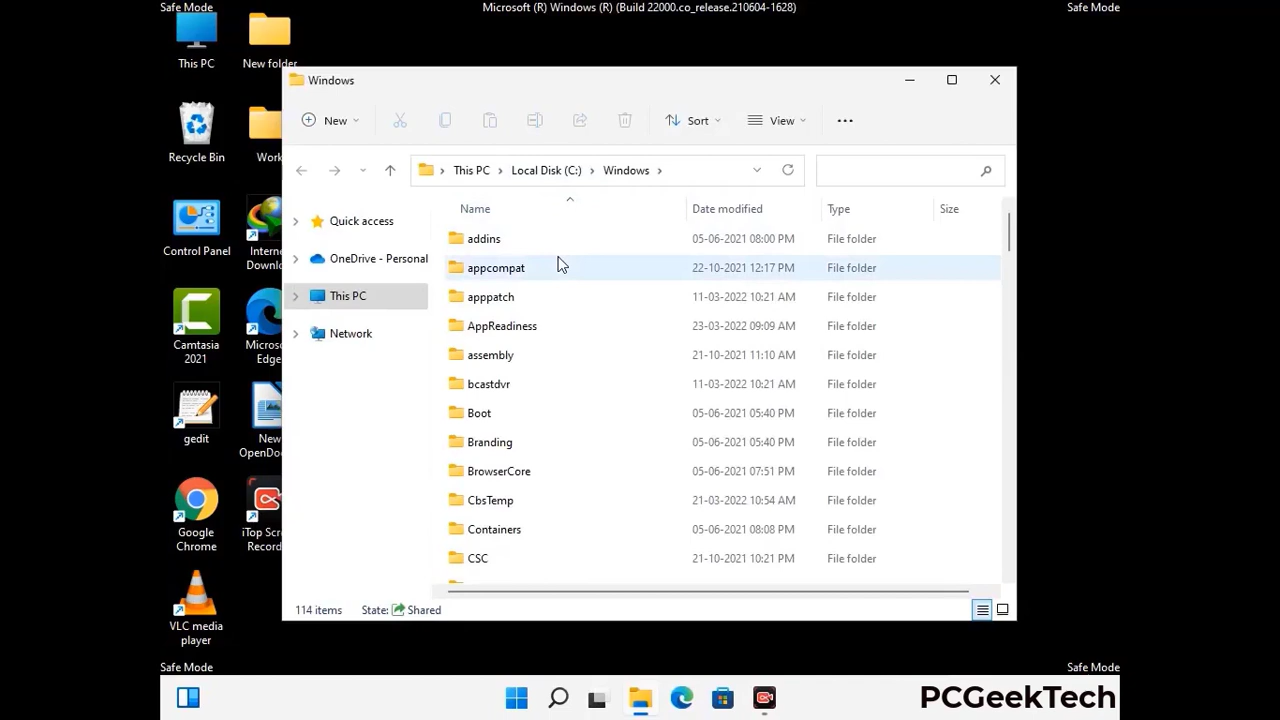 Safe Mode
Microsoft (R) Windows (R) (Build 22000.co_release.210604-1628)
Safe Mode
This PC
New folder
Recycle Bin
Work
Control Panel
Internet
Downlo
Camtasia
2021
Micros
Edge
gedit
New
OpenDoc
Google
Chrome
iTop Scre
Record
VLC media
player
Windows
New
Sort
View
This PC > Local Disk (C:) > Windows >
Quick access
OneDrive - Personal
This PC
Network
Name Date modified Type Size
addins 05-06-2021 08:00 PM File folder
appcompat 22-10-2021 12:17 PM File folder
apppatch 11-03-2022 10:21 AM File folder
AppReadiness 23-03-2022 09:09 AM File folder
assembly 21-10-2021 11:10 AM File folder
bcastdvr 11-03-2022 10:21 AM File folder
Boot 05-06-2021 05:40 PM File folder
Branding 05-06-2021 05:40 PM File folder
BrowserCore 05-06-2021 07:51 PM File folder
CbsTemp 21-03-2022 10:54 AM File folder
Containers 05-06-2021 08:08 PM File folder
CSC 21-10-2021 10:21 PM File folder
114 items State: Shared
Safe Mode
Safe Mode
PCGeekTech